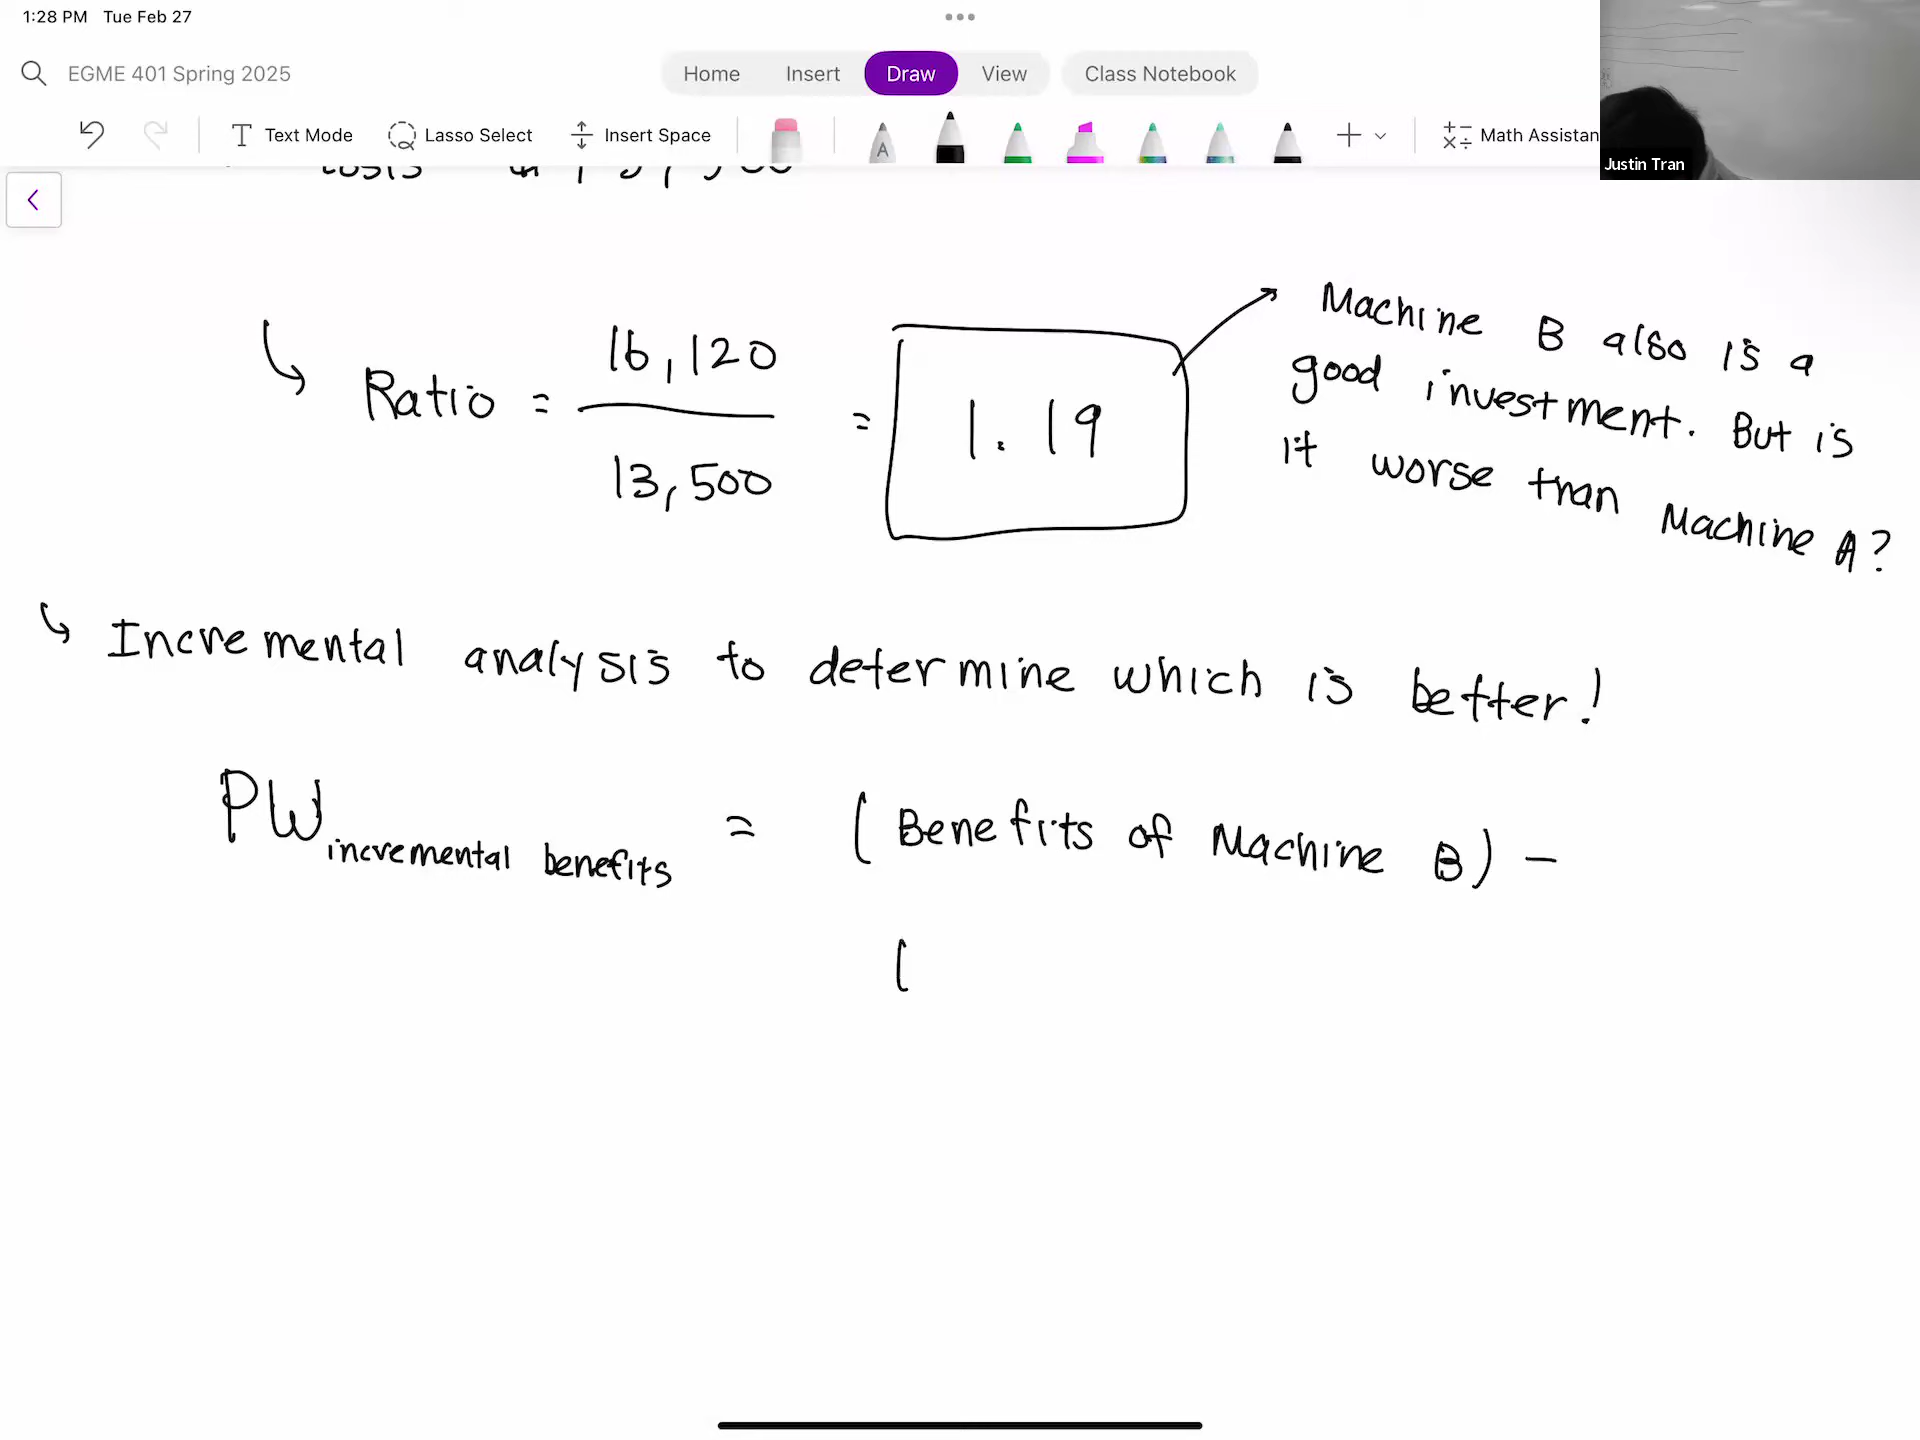 1:28 PM Tue Feb 27
EGME 401 Spring 2025
Home Insert Draw View Class Notebook
Text Mode Lasso Select Insert Space A Math Assistan
Justin Tran
Ratio = 16,120 / 13,500 = 1.19
Machine B also is a
good investment. But is
it worse than Machine A?
Incremental analysis to determine which is better!
PW incremental benefits = (Benefits of Machine B) -
(